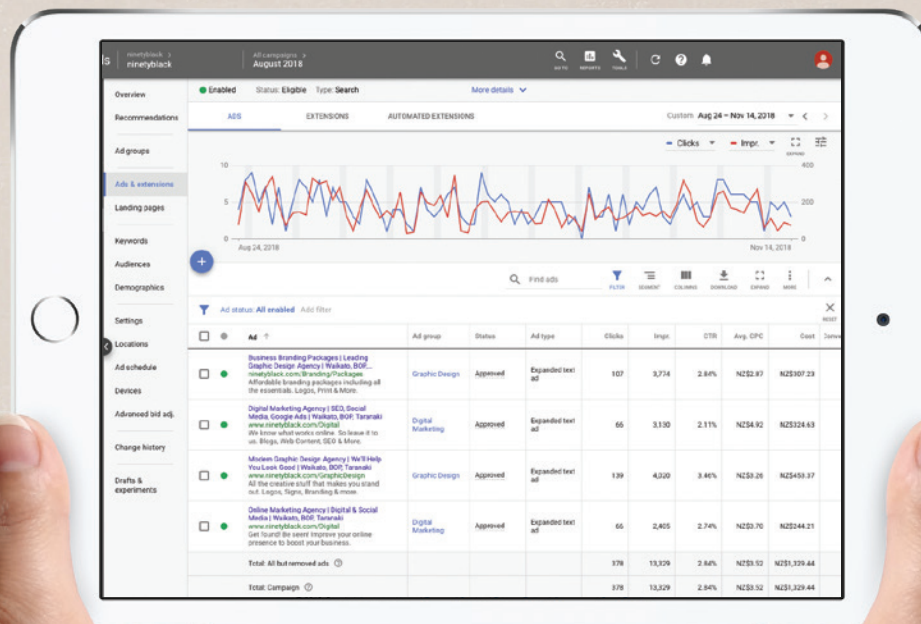 ls
ninetyblack >
ninetyblack
All campaigns >
August 2018
GO TO
REPORTS
TOOLS
Enabled
Status: Eligible Type: Search
More details
Overview
Recommendations
Ad groups
Ads & extensions
Landing pages
Keywords
Audiences
Demographics
Settings
Locations
Ad schedule
Devices
Advanced bid adj.
Change history
Drafts &
experiments
ADS
EXTENSIONS
AUTOMATED EXTENSIONS
Custom Aug 24 – Nov 14, 2018
Clicks
Impr.
EXPAND
10
5
0
400
200
0
Aug 24, 2018
Nov 14, 2018
Find ads
FILTER
SEGMENT
COLUMNS
DOWNLOAD
EXPAND
MORE
Ad status: All enabled Add filter
RESET
Ad Ad group Status Ad type Clicks Impr. CTR Avg. CPC Cost Conve
Business Branding Packages | Leading
Graphic Design Agency | Waikato, BOP,...
ninetyblack.com/Branding/Packages
Affordable branding packages including all
the essentials. Logos, Print & More.
Graphic Design
Approved
Expanded text
ad
107 3,774 2.84% NZ$2.87 NZ$307.23
Digital Marketing Agency | SEO, Social
Media, Google Ads | Waikato, BOP, Taranaki
www.ninetyblack.com/Digital
We know what works online. So leave it to
us. Blogs, Web Content, SEO & More.
Digital
Marketing
Approved
Expanded text
ad
66 3,130 2.11% NZ$4.92 NZ$324.63
Modern Graphic Design Agency | We'll Help
You Look Good | Waikato, BOP, Taranaki
www.ninetyblack.com/GraphicDesign
All the creative stuff that makes you stand
out. Logos, Signs, Branding & more.
Graphic Design
Approved
Expanded text
ad
139 4,020 3.46% NZ$3.26 NZ$453.37
Online Marketing Agency | Digital & Social
Media | Waikato, BOP, Taranaki
www.ninetyblack.com/Digital
Get found! Be seen! Improve your online
presence to boost your business.
Digital
Marketing
Approved
Expanded text
ad
66 2,405 2.74% NZ$3.70 NZ$244.21
Total: All but removed ads 378 13,329 2.84% NZ$3.52 NZ$1,329.44
Total: Campaign 378 13,329 2.84% NZ$3.52 NZ$1,329.44